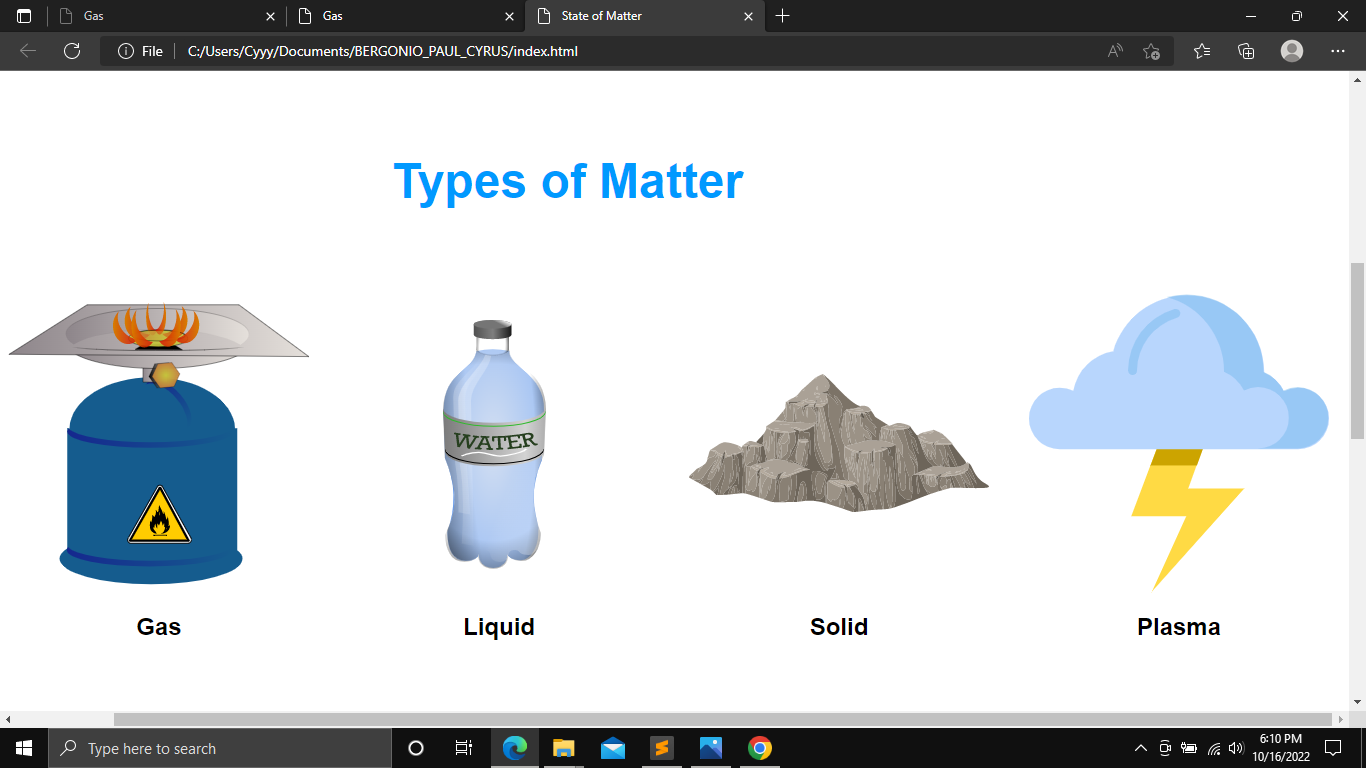 Gas
Gas
State of Matter
File
C:/Users/Cyyy/Documents/BERGONIO_PAUL_CYRUS/index.html
Types of Matter
WATER
Gas
Liquid
Solid
Plasma
Type here to search
6:10 PM
10/16/2022